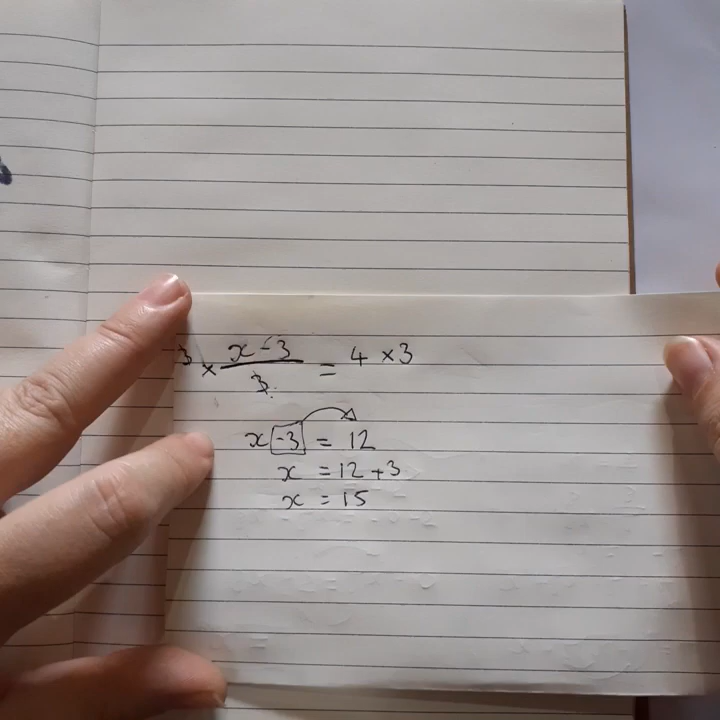 3 × x-3/3 = 4 ×3
x -3 = 12
x = 12 +3
x = 15